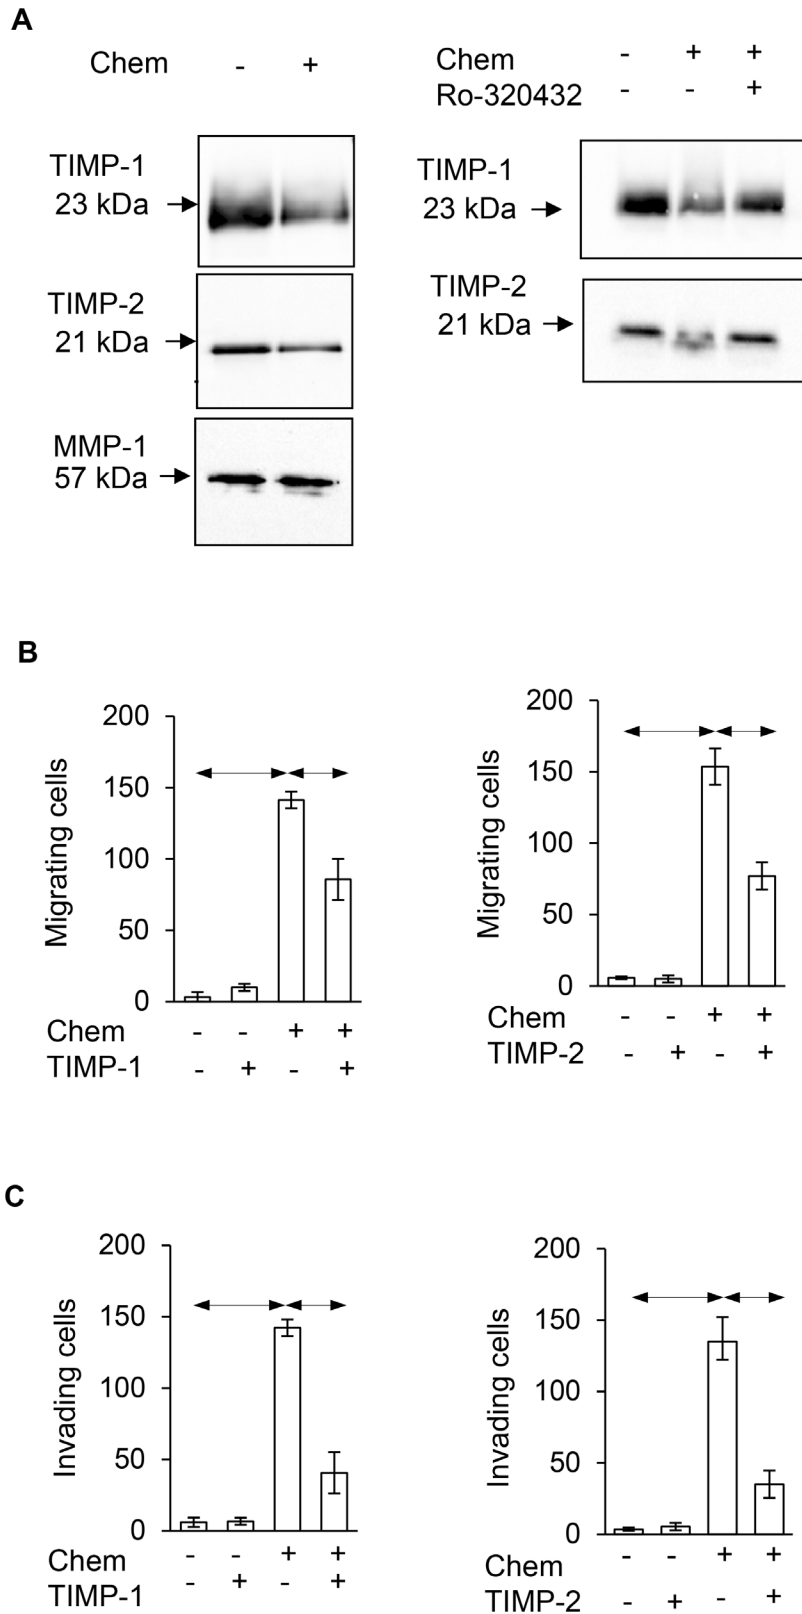 A
Chem - +
TIMP-1
23 kDa
TIMP-2
21 kDa
MMP-1
57 kDa
Chem - + +
Ro-320432 - - +
TIMP-1
23 kDa
TIMP-2
21 kDa
B
Migrating cells
200
150
100
50
0
Chem - - + +
TIMP-1 - + - +
Migrating cells
200
150
100
50
0
Chem - - + +
TIMP-2 - + - +
C
Invading cells
200
150
100
50
0
Chem - - + +
TIMP-1 - + - +
Invading cells
200
150
100
50
0
Chem - - + +
TIMP-2 - + - +